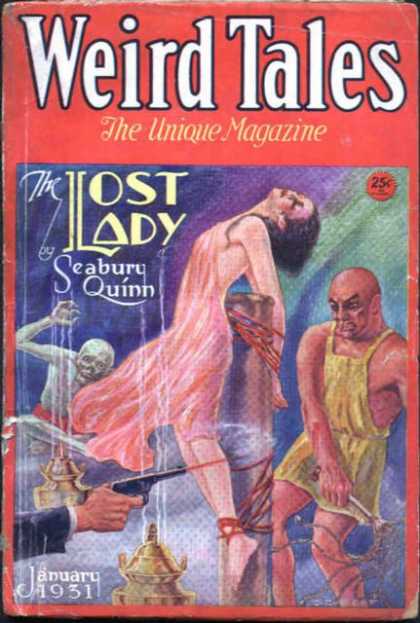 Weird Tales
The Unique Magazine
25¢
The LOST
LADY
by
Seabury
Quinn
January
1931